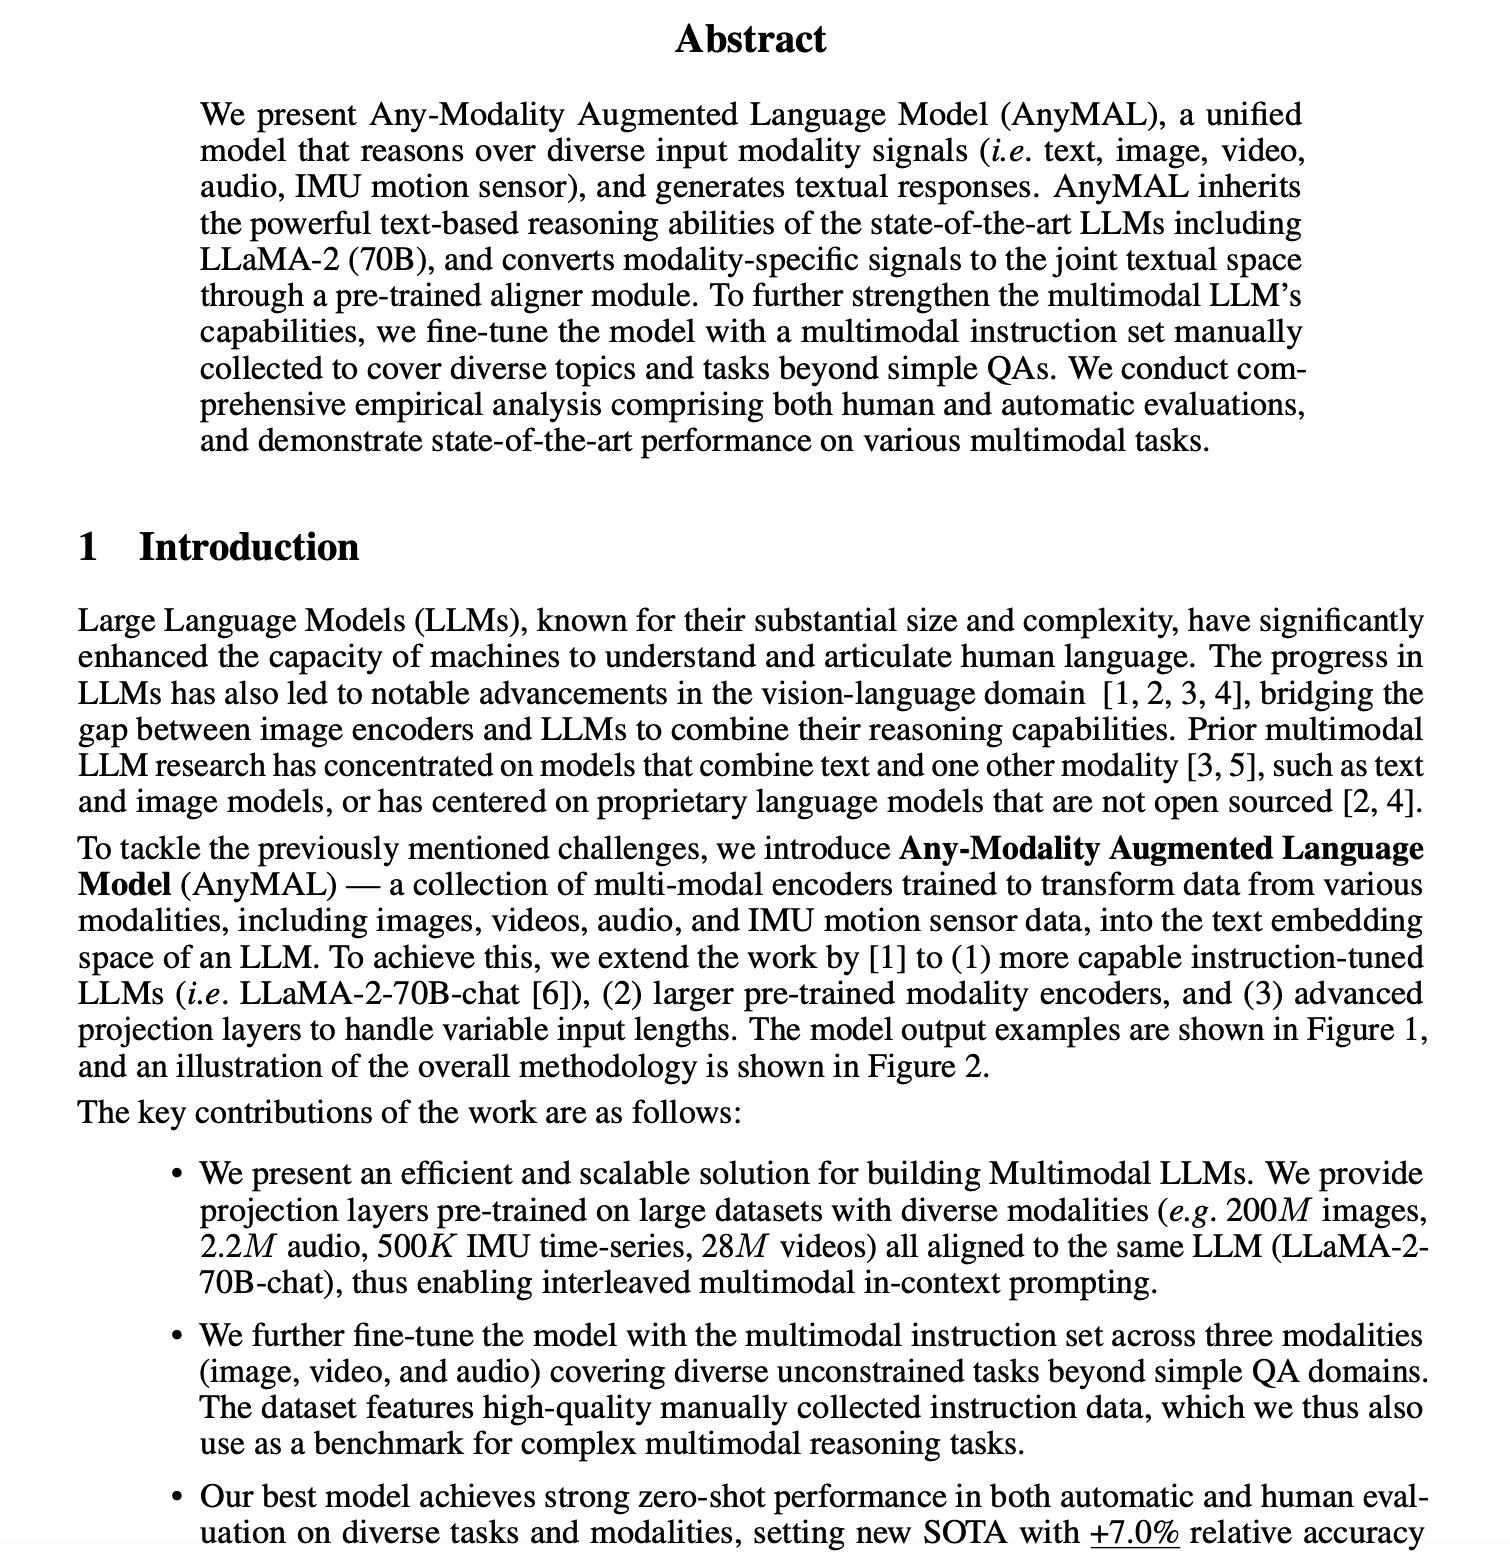 Abstract
We present Any-Modality Augmented Language Model (AnyMAL), a unified
model that reasons over diverse input modality signals (i.e. text, image, video,
audio, IMU motion sensor), and generates textual responses. AnyMAL inherits
the powerful text-based reasoning abilities of the state-of-the-art LLMs including
LLaMA-2 (70B), and converts modality-specific signals to the joint textual space
through a pre-trained aligner module. To further strengthen the multimodal LLM’s
capabilities, we fine-tune the model with a multimodal instruction set manually
collected to cover diverse topics and tasks beyond simple QAs. We conduct com-
prehensive empirical analysis comprising both human and automatic evaluations,
and demonstrate state-of-the-art performance on various multimodal tasks.
1 Introduction
Large Language Models (LLMs), known for their substantial size and complexity, have significantly
enhanced the capacity of machines to understand and articulate human language. The progress in
LLMs has also led to notable advancements in the vision-language domain [1, 2, 3, 4], bridging the
gap between image encoders and LLMs to combine their reasoning capabilities. Prior multimodal
LLM research has concentrated on models that combine text and one other modality [3, 5], such as text
and image models, or has centered on proprietary language models that are not open sourced [2, 4].
To tackle the previously mentioned challenges, we introduce Any-Modality Augmented Language
Model (AnyMAL) — a collection of multi-modal encoders trained to transform data from various
modalities, including images, videos, audio, and IMU motion sensor data, into the text embedding
space of an LLM. To achieve this, we extend the work by [1] to (1) more capable instruction-tuned
LLMs (i.e. LLaMA-2-70B-chat [6]), (2) larger pre-trained modality encoders, and (3) advanced
projection layers to handle variable input lengths. The model output examples are shown in Figure 1,
and an illustration of the overall methodology is shown in Figure 2.
The key contributions of the work are as follows:
• We present an efficient and scalable solution for building Multimodal LLMs. We provide
projection layers pre-trained on large datasets with diverse modalities (e.g. 200M images,
2.2M audio, 500K IMU time-series, 28M videos) all aligned to the same LLM (LLaMA-2-
70B-chat), thus enabling interleaved multimodal in-context prompting.
• We further fine-tune the model with the multimodal instruction set across three modalities
(image, video, and audio) covering diverse unconstrained tasks beyond simple QA domains.
The dataset features high-quality manually collected instruction data, which we thus also
use as a benchmark for complex multimodal reasoning tasks.
• Our best model achieves strong zero-shot performance in both automatic and human eval-
uation on diverse tasks and modalities, setting new SOTA with +7.0% relative accuracy